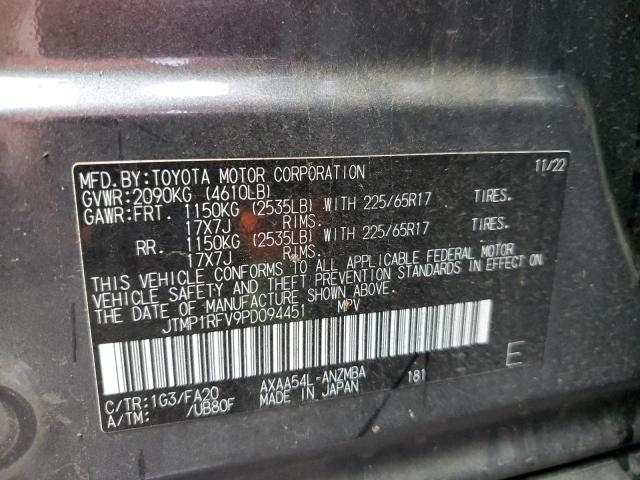 MFD.BY:TOYOTA MOTOR CORPORATION 11/22
GVWR:2090KG (4610LB)
GAWR:FRT. 1150KG (2535LB) WITH 225/65R17 TIRES.
17X7J RIMS.
RR. 1150KG (2535LB) WITH 225/65R17 TIRES.
17X7J RIMS.
THIS VEHICLE CONFORMS TO ALL APPLICABLE FEDERAL MOTOR
VEHICLE SAFETY AND THEFT PREVENTION STANDARDS IN EFFECT ON
THE DATE OF MANUFACTURE SHOWN ABOVE.
JTMP1RFV9PD094451 MPV
E
C/TR:1G3/FA20 AXAA54L-ANZMBA 181
A/TM: /UB80F MADE IN JAPAN